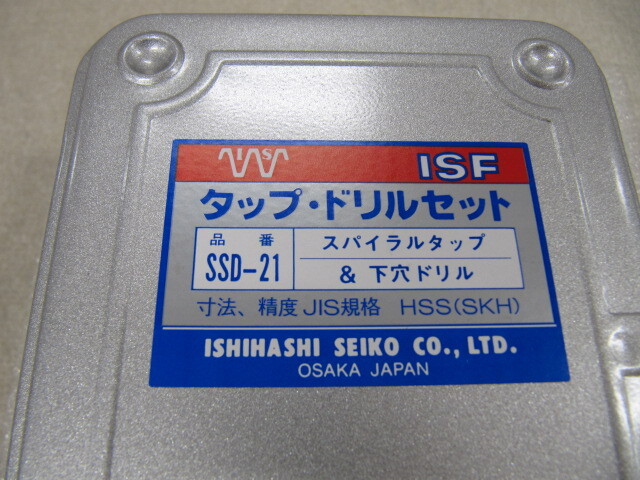 IS
ISF
タップ・ドリルセット
品番
SSD-21
スパイラルタップ
& 下穴ドリル
寸法、精度JIS規格 HSS(SKH)
ISHIHASHI SEIKO CO., LTD.
OSAKA JAPAN